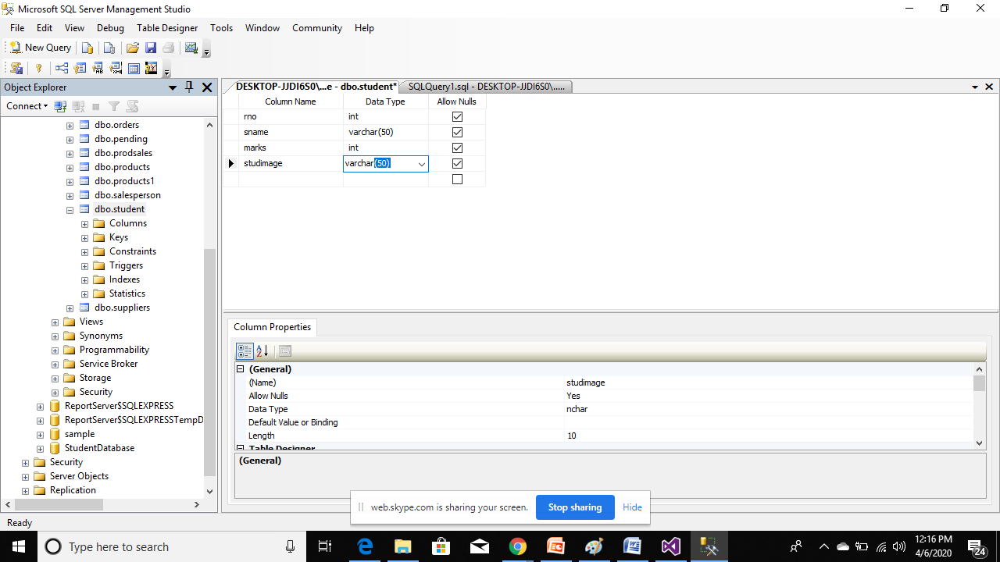 Microsoft SQL Server Management Studio
File Edit View Debug Table Designer Tools Window Community Help
New Query
Object Explorer
Connect
dbo.orders
dbo.pending
dbo.prodsales
dbo.products
dbo.products1
dbo.salesperson
dbo.student
Columns
Keys
Constraints
Triggers
Indexes
Statistics
dbo.suppliers
Views
Synonyms
Programmability
Service Broker
Storage
Security
ReportServer$SQLEXPRESS
ReportServer$SQLEXPRESSTempD
sample
StudentDatabase
Security
Server Objects
Replication
DESKTOP-JJDI6S0\...e - dbo.student* SQLQuery1.sql - DESKTOP-JJDI6S0\.....
Column Name Data Type Allow Nulls
rno int
sname varchar(50)
marks int
studimage varchar(50)
Column Properties
(General)
(Name) studimage
Allow Nulls Yes
Data Type nchar
Default Value or Binding
Length 10
Table Designer
(General)
web.skype.com is sharing your screen. Stop sharing Hide
Ready
Type here to search
12:16 PM
4/6/2020
24